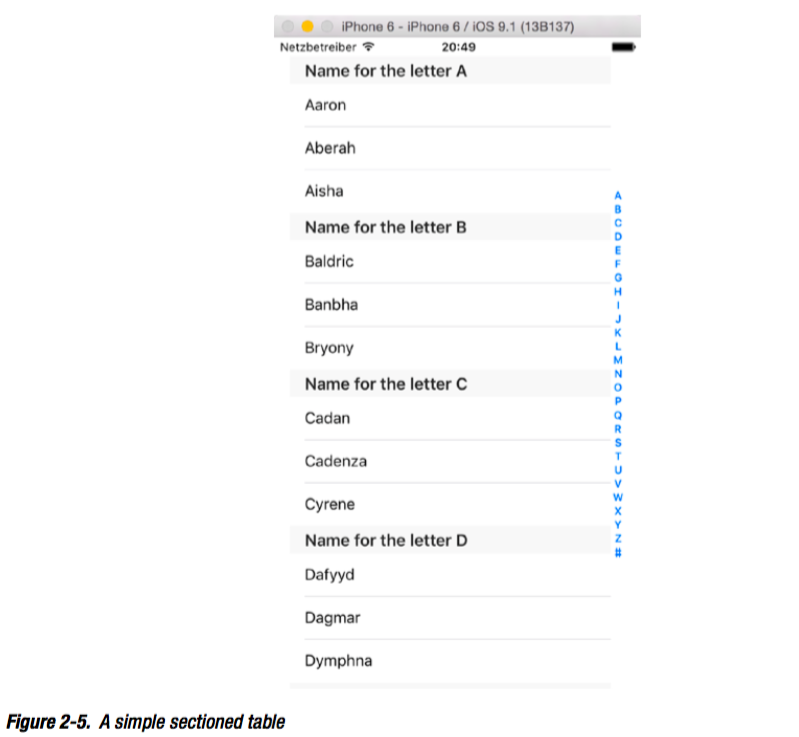 iPhone 6 - iPhone 6 / iOS 9.1 (13B137)
Netzbetreiber 20:49
Name for the letter A
Aaron
Aberah
Aisha
Name for the letter B
Baldric
Banbha
Bryony
Name for the letter C
Cadan
Cadenza
Cyrene
Name for the letter D
Dafyyd
Dagmar
Dymphna
A
B
C
D
E
F
G
H
I
J
K
L
M
N
O
P
Q
R
S
T
U
V
W
X
Y
Z
#
Figure 2-5. A simple sectioned table